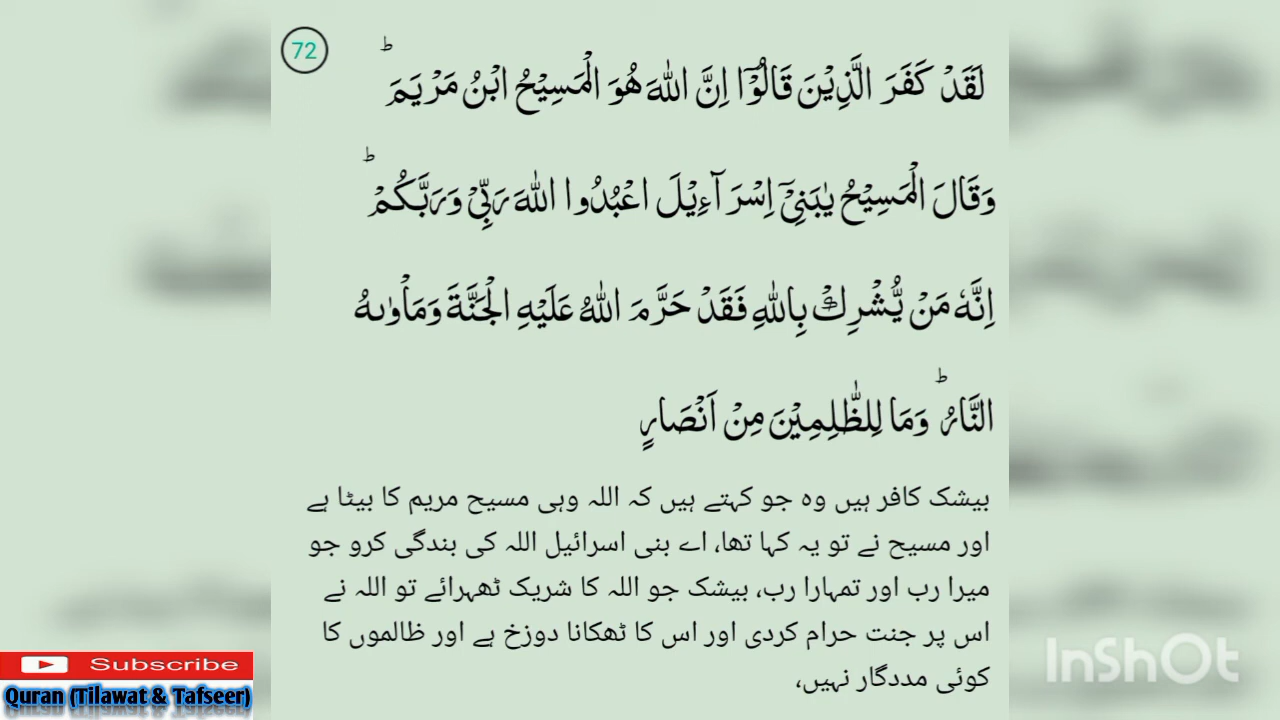 72
لَقَدْ كَفَرَ الَّذِيْنَ قَالُوْۤا اِنَّ اللّٰهَ هُوَ الْمَسِيْحُ ابْنُ مَرْيَمَ ؕ
وَقَالَ الْمَسِيْحُ يٰبَنِىْۤ اِسْرَآءِيْلَ اعْبُدُوا اللّٰهَ رَبِّىْ وَرَبَّكُمْ ؕ
اِنَّهٗ مَنْ يُّشْرِكْ بِاللّٰهِ فَقَدْ حَرَّمَ اللّٰهُ عَلَيْهِ الْجَنَّةَ وَمَاْوٰٮهُ
النَّارُ ؕ وَمَا لِلظّٰلِمِيْنَ مِنْ اَنْصَارٍ
بیشک کافر ہیں وہ جو کہتے ہیں کہ اللہ وہی مسیح مریم کا بیٹا ہے
اور مسیح نے تو یہ کہا تھا، اے بنی اسرائیل اللہ کی بندگی کرو جو
میرا رب اور تمہارا رب، بیشک جو اللہ کا شریک ٹھہرائے تو اللہ نے
اس پر جنت حرام کردی اور اس کا ٹھکانا دوزخ ہے اور ظالموں کا
کوئی مددگار نہیں،
Subscribe
Quran (Tilawat & Tafseer)
InShOt